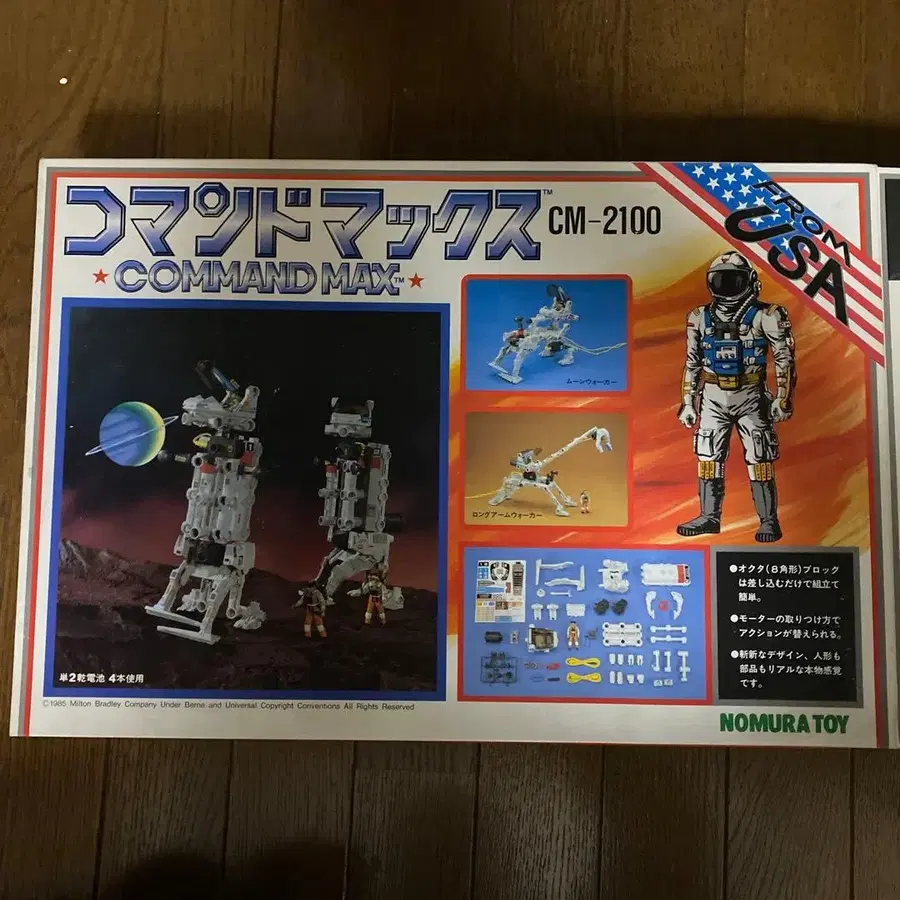 コマンドマックス™
CM-2100
★COMMAND MAX™★
FROM
USA
ムーンウォーカー
ロングアームウォーカー
●オクタ(8角形)ブロック
は差し込むだけで組立て
簡単。
●モーターの取りつけ方で
アクションが替えられる。
●斬新なデザイン、人形も
部品もリアルな本物感覚
です。
単2乾電池 4本使用
©1985 Milton Bradley Company Under Berne and Universal Copyright Conventions All Rights Reserved
NOMURA TOY